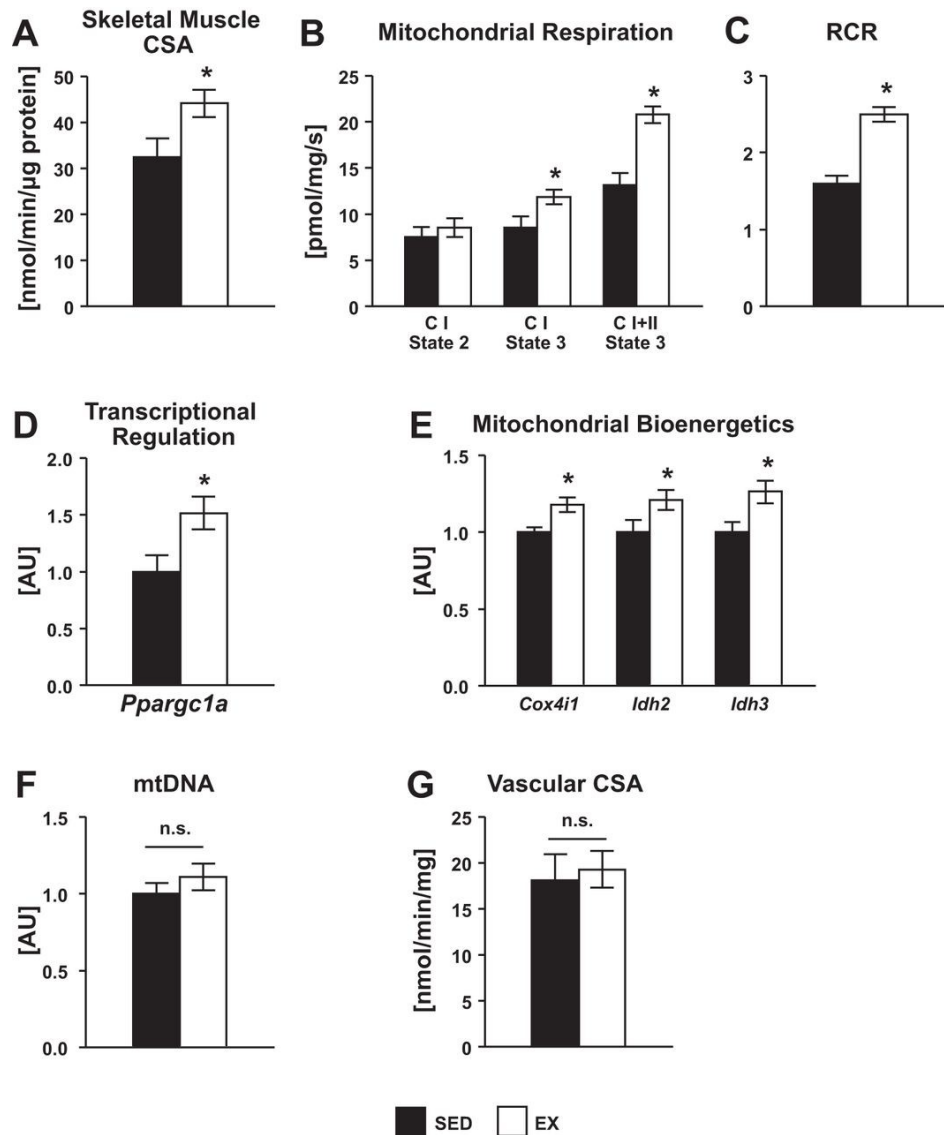 A
Skeletal Muscle
CSA
[nmol/min/µg protein]
50
40
30
20
10
0
*
B
Mitochondrial Respiration
[pmol/mg/s]
25
20
15
10
5
0
*
*
C I
State 2
C I
State 3
C I+II
State 3
C
RCR
3
2
1
0
*
D
Transcriptional
Regulation
[AU]
2.0
1.5
1.0
0.5
0.0
*
Ppargc1a
E
Mitochondrial Bioenergetics
[AU]
1.5
1.0
0.5
0.0
*
*
*
Cox4i1
Idh2
Idh3
F
mtDNA
[AU]
1.5
1.0
0.5
0.0
n.s.
G
Vascular CSA
[nmol/min/mg]
25
20
15
10
5
0
n.s.
SED
EX